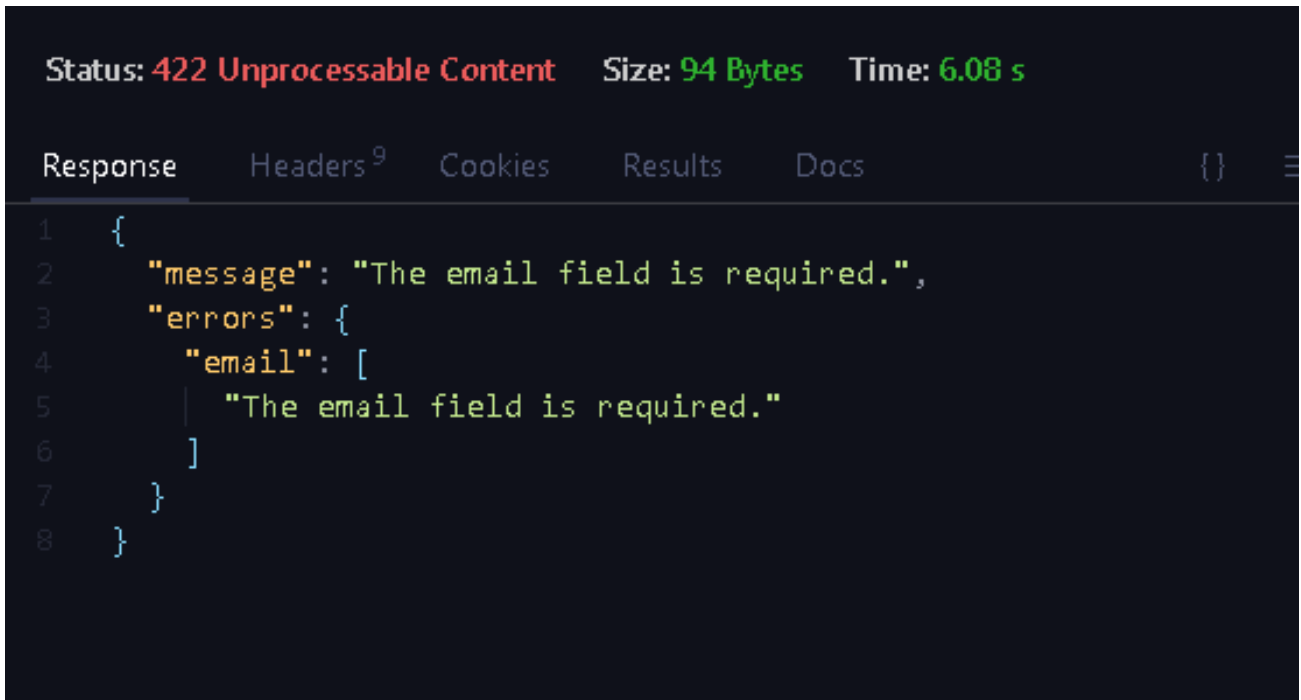 Status: 422 Unprocessable Content Size: 94 Bytes Time: 6.08 s
Response Headers 9 Cookies Results Docs {} ≡
1 {
2 "message": "The email field is required.",
3 "errors": {
4 "email": [
5 "The email field is required."
6 ]
7 }
8 }